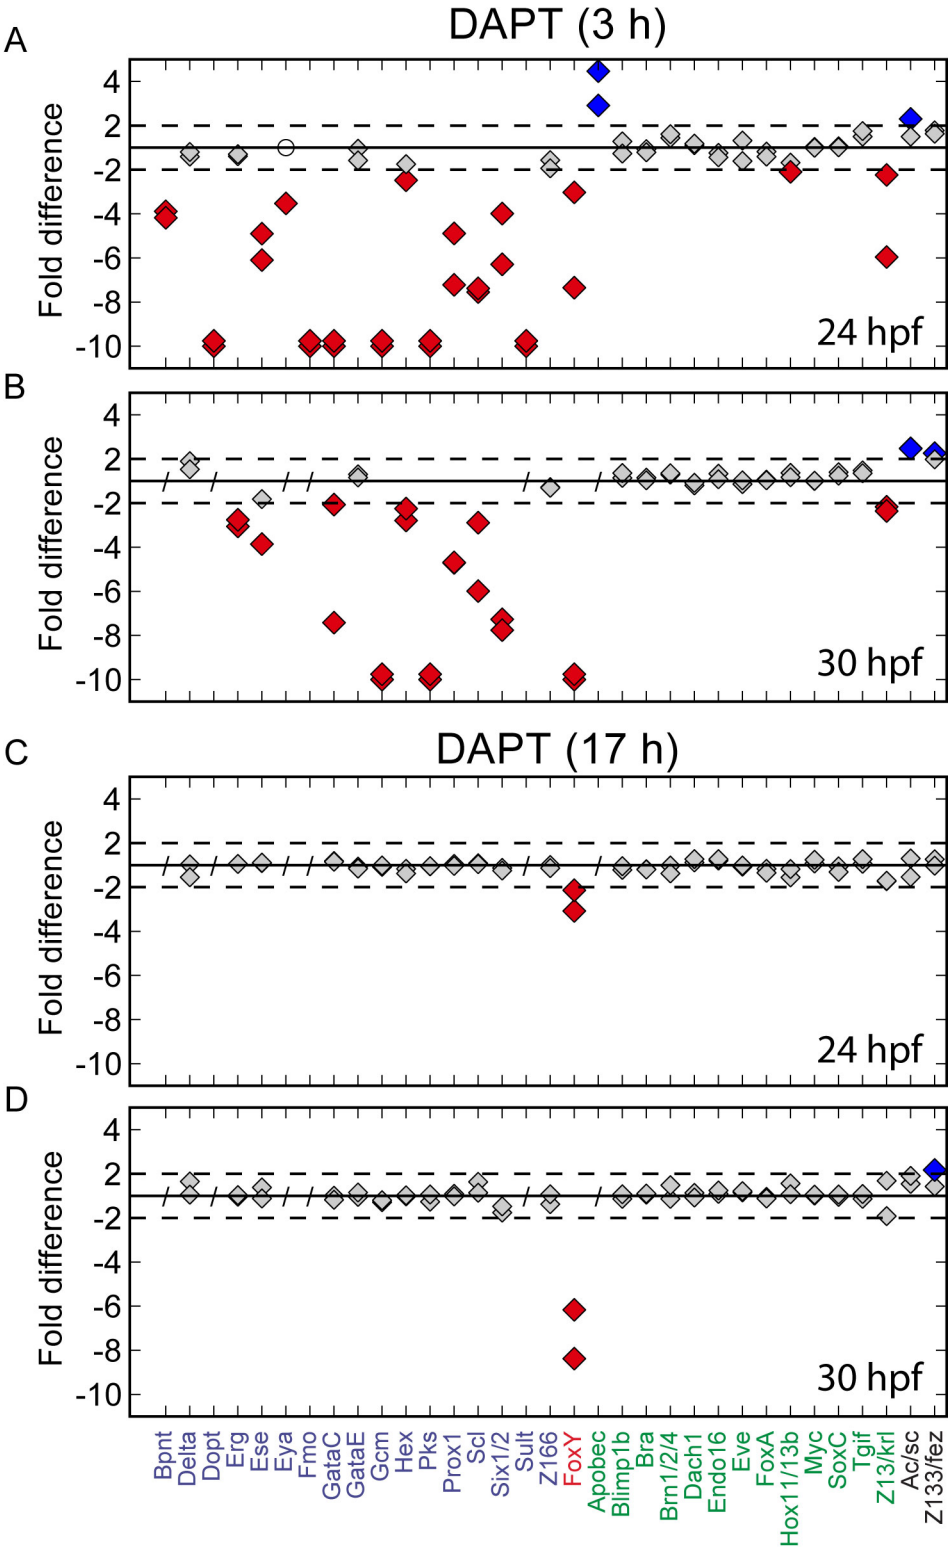 DAPT (3 h)
A
Fold difference
4
2
-2
-4
-6
-8
-10
24 hpf
B
Fold difference
4
2
-2
-4
-6
-8
-10
30 hpf
DAPT (17 h)
C
Fold difference
4
2
-2
-4
-6
-8
-10
24 hpf
D
Fold difference
4
2
-2
-4
-6
-8
-10
30 hpf
Bpnt
Delta
Dopt
Erg
Ese
Eya
Fmo
GataC
GataE
Gcm
Hex
Pks
Prox1
Scl
Six1/2
Sult
Z166
FoxY
Apobec
Blimp1b
Bra
Brn1/2/4
Dach1
Endo16
Eve
FoxA
Hox11/13b
Myc
SoxC
Tgif
Z13/krl
Ac/sc
Z133/fez